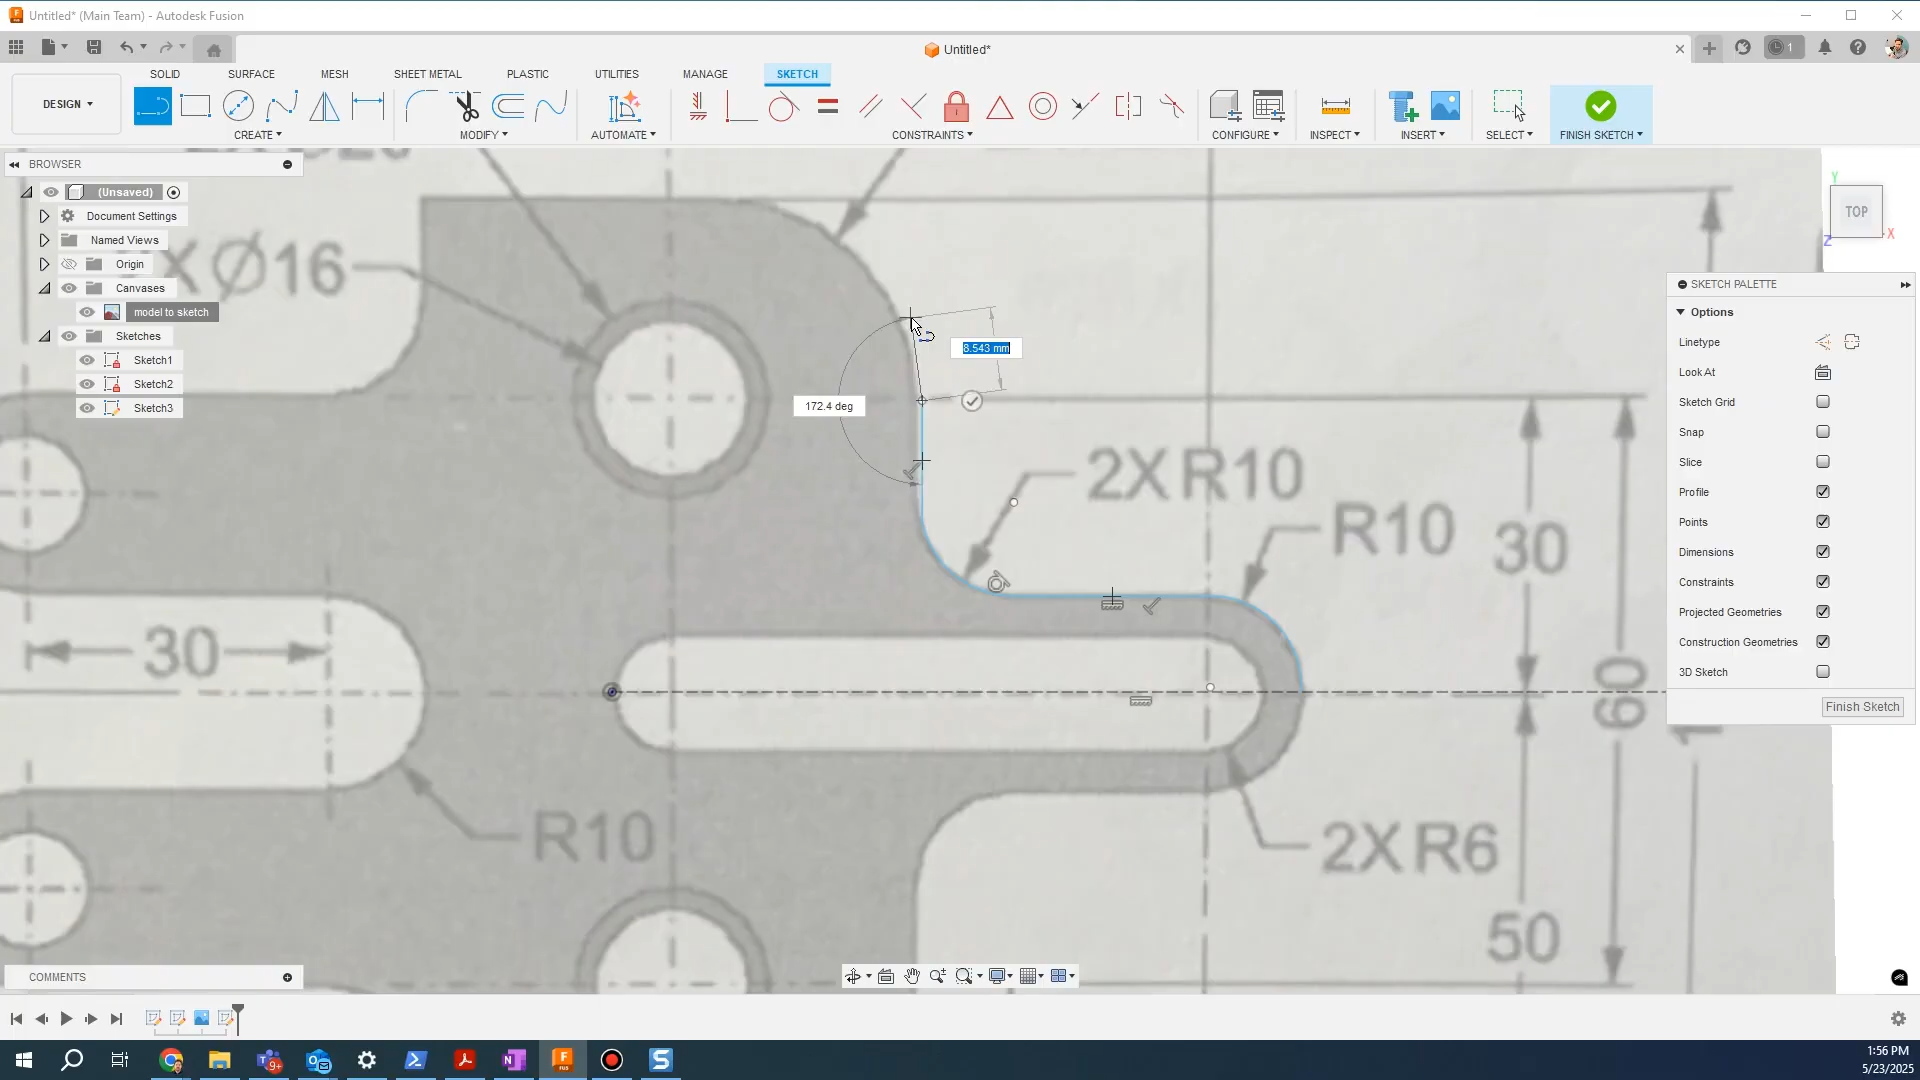 Untitled* (Main Team) - Autodesk Fusion
Untitled*
1
SOLID SURFACE MESH SHEET METAL PLASTIC UTILITIES MANAGE SKETCH
DESIGN
CREATE MODIFY AUTOMATE CONSTRAINTS CONFIGURE INSPECT INSERT SELECT FINISH SKETCH
BROWSER
(Unsaved)
Document Settings
Named Views
Origin
Canvases
model to sketch
Sketches
Sketch1
Sketch2
Sketch3
X Ø16
8.543 mm
172.4 deg
2X R10
R10
30
30
60
R10
2X R6
50
Y
TOP
X
Z
SKETCH PALETTE
Options
Linetype
Look At
Sketch Grid
Snap
Slice
Profile
Points
Dimensions
Constraints
Projected Geometries
Construction Geometries
3D Sketch
Finish Sketch
COMMENTS
9+
F
RUS
S
1:56 PM
5/23/2025